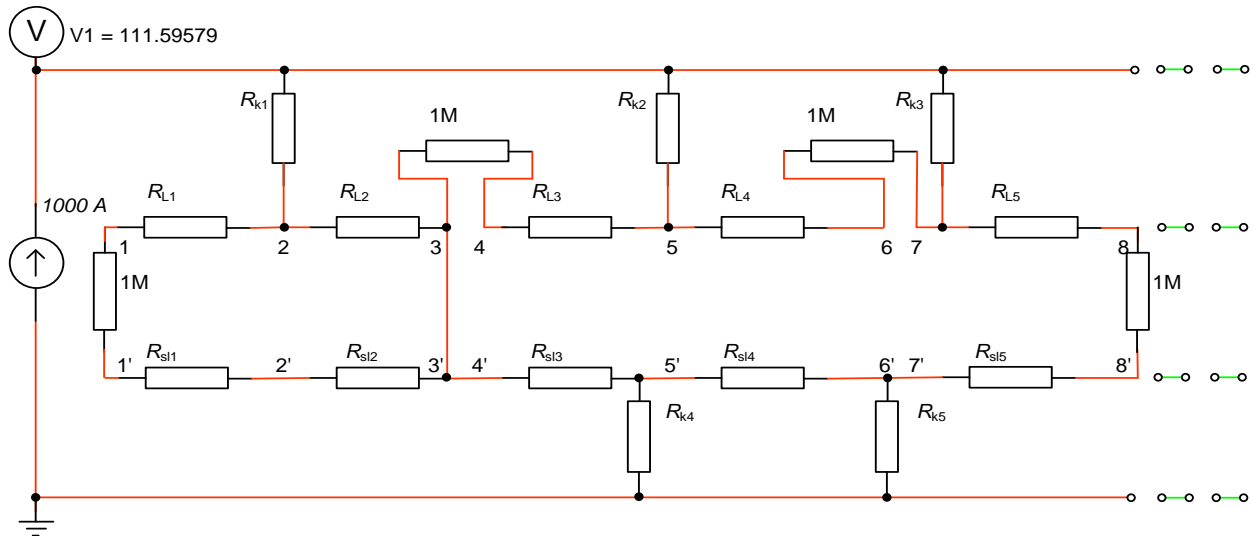 V V1 = 111.59579
Rk1 Rk2 Rk3
1M 1M
1000 A RL1 RL2 RL3 RL4 RL5
1 2 3 4 5 6 7 8
1M 1M
Rsl1 Rsl2 Rsl3 Rsl4 Rsl5
1' 2' 3' 4' 5' 6' 7' 8'
Rk4 Rk5